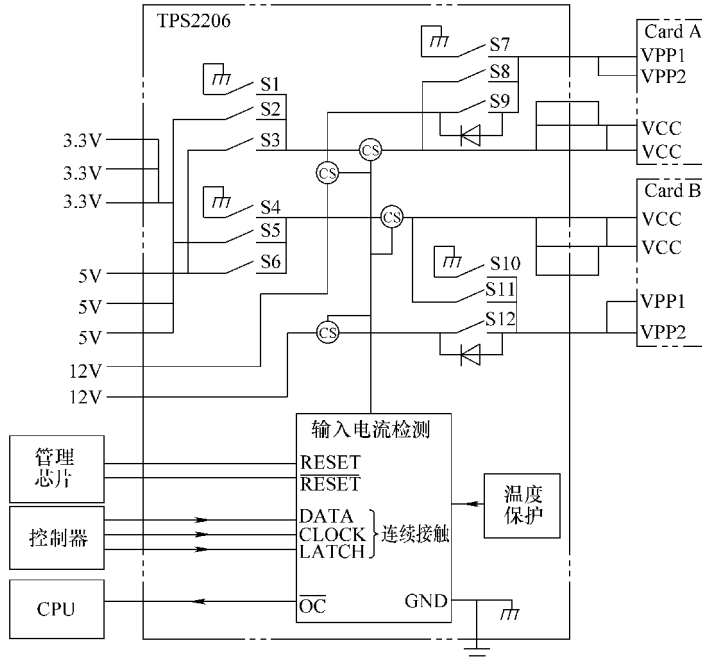 TPS2206
Card A
S7
VPP1
S8
VPP2
S1
S2
S9
3.3V
S3
VCC
CS
VCC
3.3V
CS
3.3V
Card B
S4
CS
VCC
S5
VCC
S6
S10
5V
S11
VPP1
5V
S12
5V
CS
VPP2
12V
12V
输入电流检测
管理
芯片
RESET
RESET
温度
保护
控制器
DATA
CLOCK
LATCH
连续接触
CPU
OC
GND